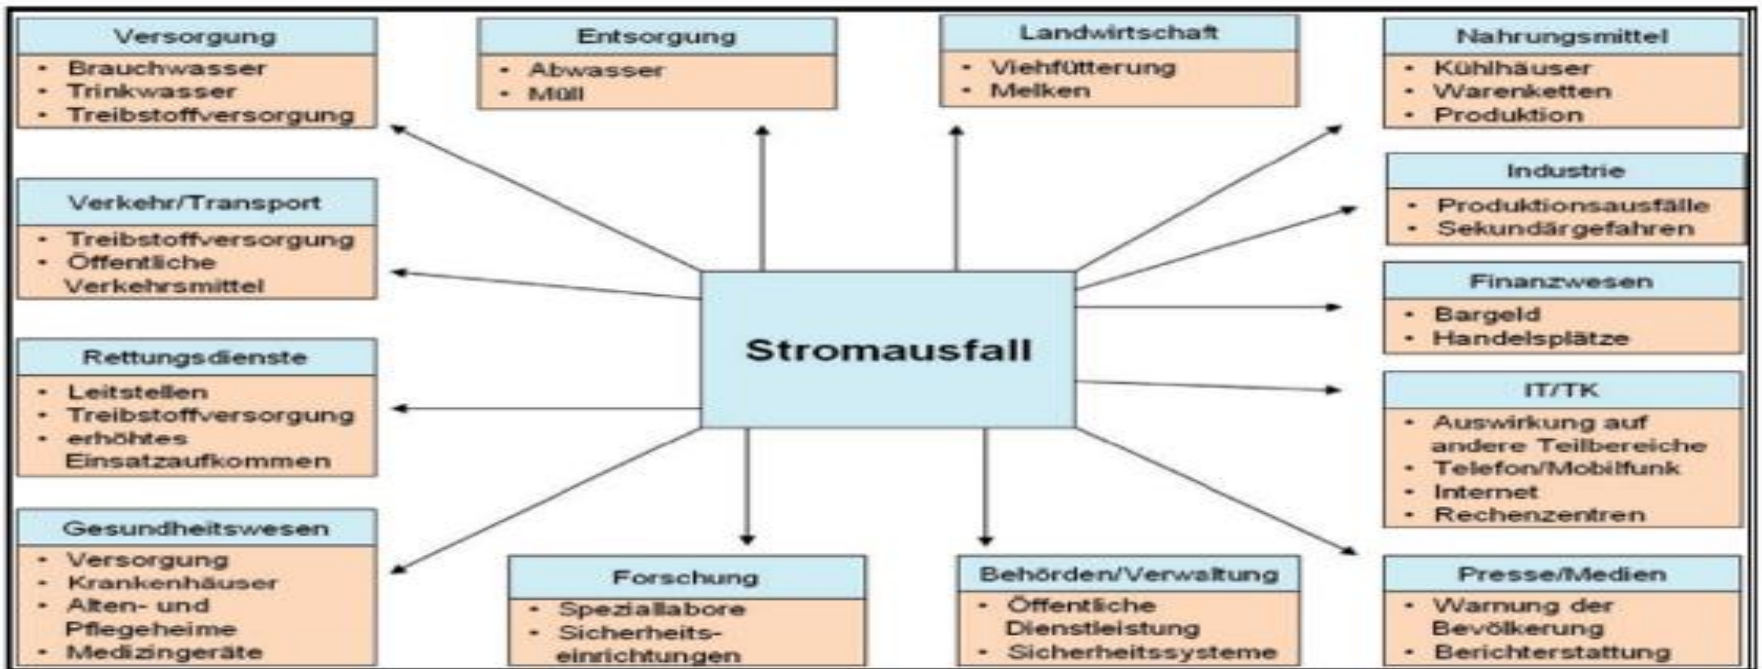 Versorgung
• Brauchwasser
• Trinkwasser
• Treibstoffversorgung
Entsorgung
• Abwasser
• Müll
Landwirtschaft
• Viehfütterung
• Melken
Nahrungsmittel
• Kühlhäuser
• Warenketten
• Produktion
Verkehr/Transport
• Treibstoffversorgung
• Öffentliche
Verkehrsmittel
Industrie
• Produktionsausfälle
• Sekundärgefahren
Stromausfall
Finanzwesen
• Bargeld
• Handelsplätze
Rettungsdienste
• Leitstellen
• Treibstoffversorgung
• erhöhtes
Einsatzaufkommen
IT/TK
• Auswirkung auf
andere Teilbereiche
• Telefon/Mobilfunk
• Internet
• Rechenzentren
Gesundheitswesen
• Versorgung
• Krankenhäuser
• Alten- und
Pflegeheime
• Medizingeräte
Forschung
• Speziallabore
• Sicherheits-
einrichtungen
Behörden/Verwaltung
• Öffentliche
Dienstleistung
• Sicherheitssysteme
Presse/Medien
• Warnung der
Bevölkerung
• Berichterstattung